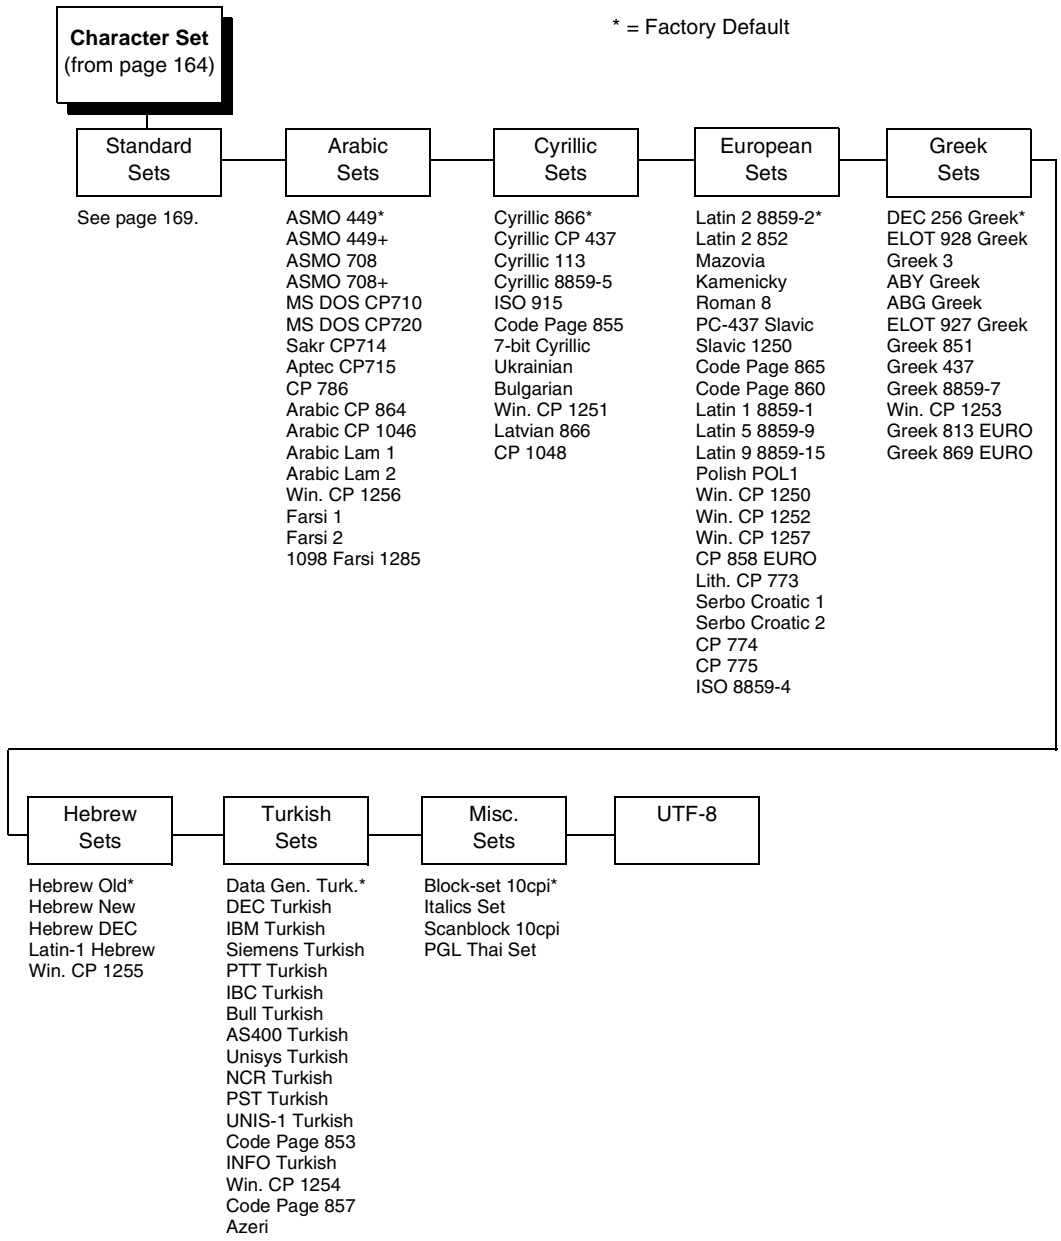 Character Set
(from page 164)
* = Factory Default
Standard
Sets
See page 169.
Arabic
Sets
ASMO 449*
ASMO 449+
ASMO 708
ASMO 708+
MS DOS CP710
MS DOS CP720
Sakr CP714
Aptec CP715
CP 786
Arabic CP 864
Arabic CP 1046
Arabic Lam 1
Arabic Lam 2
Win. CP 1256
Farsi 1
Farsi 2
1098 Farsi 1285
Cyrillic
Sets
Cyrillic 866*
Cyrillic CP 437
Cyrillic 113
Cyrillic 8859-5
ISO 915
Code Page 855
7-bit Cyrillic
Ukrainian
Bulgarian
Win. CP 1251
Latvian 866
CP 1048
European
Sets
Latin 2 8859-2*
Latin 2 852
Mazovia
Kamenicky
Roman 8
PC-437 Slavic
Slavic 1250
Code Page 865
Code Page 860
Latin 1 8859-1
Latin 5 8859-9
Latin 9 8859-15
Polish POL1
Win. CP 1250
Win. CP 1252
Win. CP 1257
CP 858 EURO
Lith. CP 773
Serbo Croatic 1
Serbo Croatic 2
CP 774
CP 775
ISO 8859-4
Greek
Sets
DEC 256 Greek*
ELOT 928 Greek
Greek 3
ABY Greek
ABG Greek
ELOT 927 Greek
Greek 851
Greek 437
Greek 8859-7
Win. CP 1253
Greek 813 EURO
Greek 869 EURO
Hebrew
Sets
Hebrew Old*
Hebrew New
Hebrew DEC
Latin-1 Hebrew
Win. CP 1255
Turkish
Sets
Data Gen. Turk.*
DEC Turkish
IBM Turkish
Siemens Turkish
PTT Turkish
IBC Turkish
Bull Turkish
AS400 Turkish
Unisys Turkish
NCR Turkish
PST Turkish
UNIS-1 Turkish
Code Page 853
INFO Turkish
Win. CP 1254
Code Page 857
Azeri
Misc.
Sets
Block-set 10cpi*
Italics Set
Scanblock 10cpi
PGL Thai Set
UTF-8